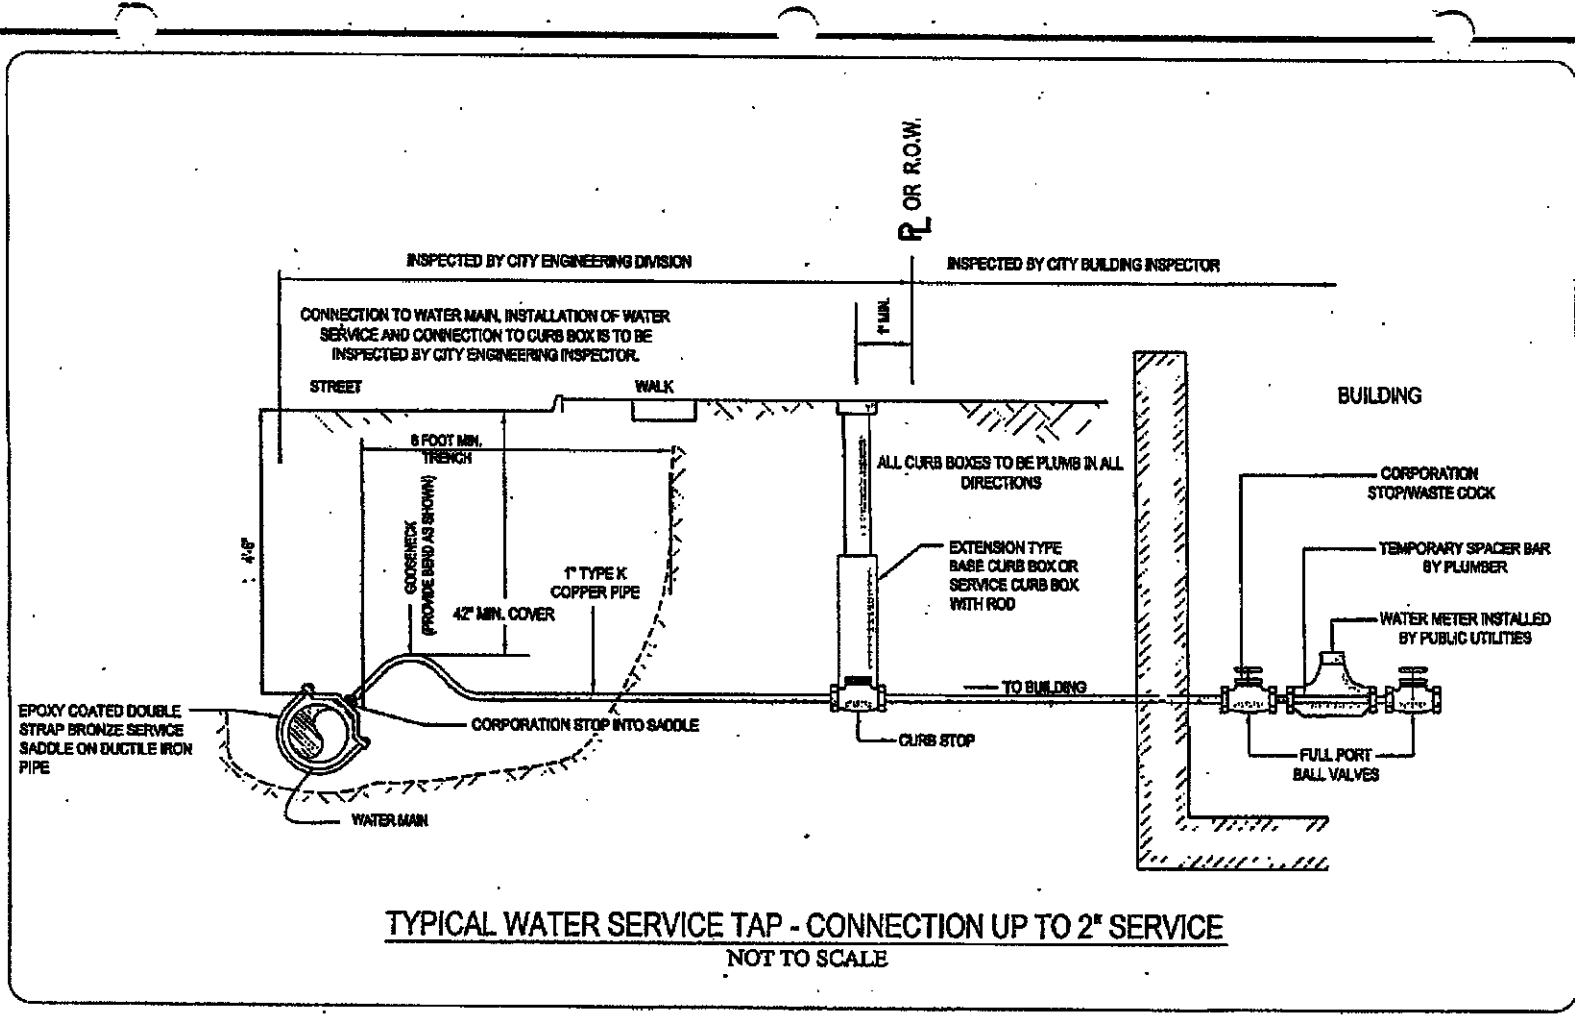 PL OR R.O.W.
INSPECTED BY CITY ENGINEERING DIVISION
INSPECTED BY CITY BUILDING INSPECTOR
CONNECTION TO WATER MAIN, INSTALLATION OF WATER
SERVICE AND CONNECTION TO CURB BOX IS TO BE
INSPECTED BY CITY ENGINEERING INSPECTOR.
1' MIN.
STREET
WALK
BUILDING
6 FOOT MIN.
TRENCH
ALL CURB BOXES TO BE PLUMB IN ALL
DIRECTIONS
CORPORATION
STOP/WASTE COCK
4'6"
GOOSENECK
(PROVIDE BEND AS SHOWN)
42" MIN. COVER
1" TYPE K
COPPER PIPE
EXTENSION TYPE
BASE CURB BOX OR
SERVICE CURB BOX
WITH ROD
TEMPORARY SPACER BAR
BY PLUMBER
WATER METER INSTALLED
BY PUBLIC UTILITIES
TO BUILDING
EPOXY COATED DOUBLE
STRAP BRONZE SERVICE
SADDLE ON DUCTILE IRON
PIPE
CORPORATION STOP INTO SADDLE
CURB STOP
FULL PORT
BALL VALVES
WATER MAIN
TYPICAL WATER SERVICE TAP - CONNECTION UP TO 2" SERVICE
NOT TO SCALE